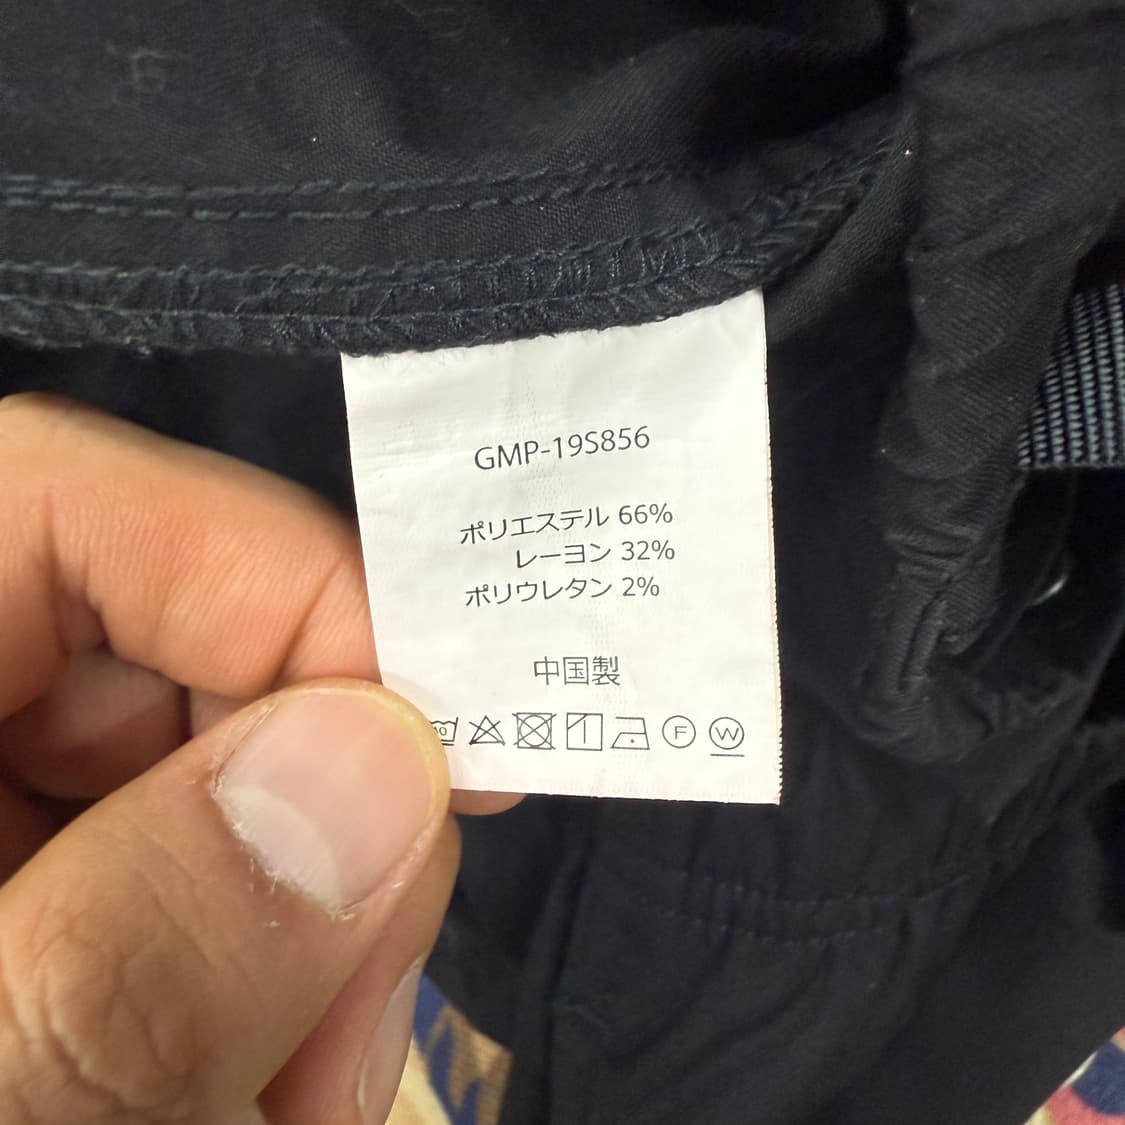 GMP-19S856
ポリエステル 66%
レーヨン 32%
ポリウレタン 2%
中国製
F W